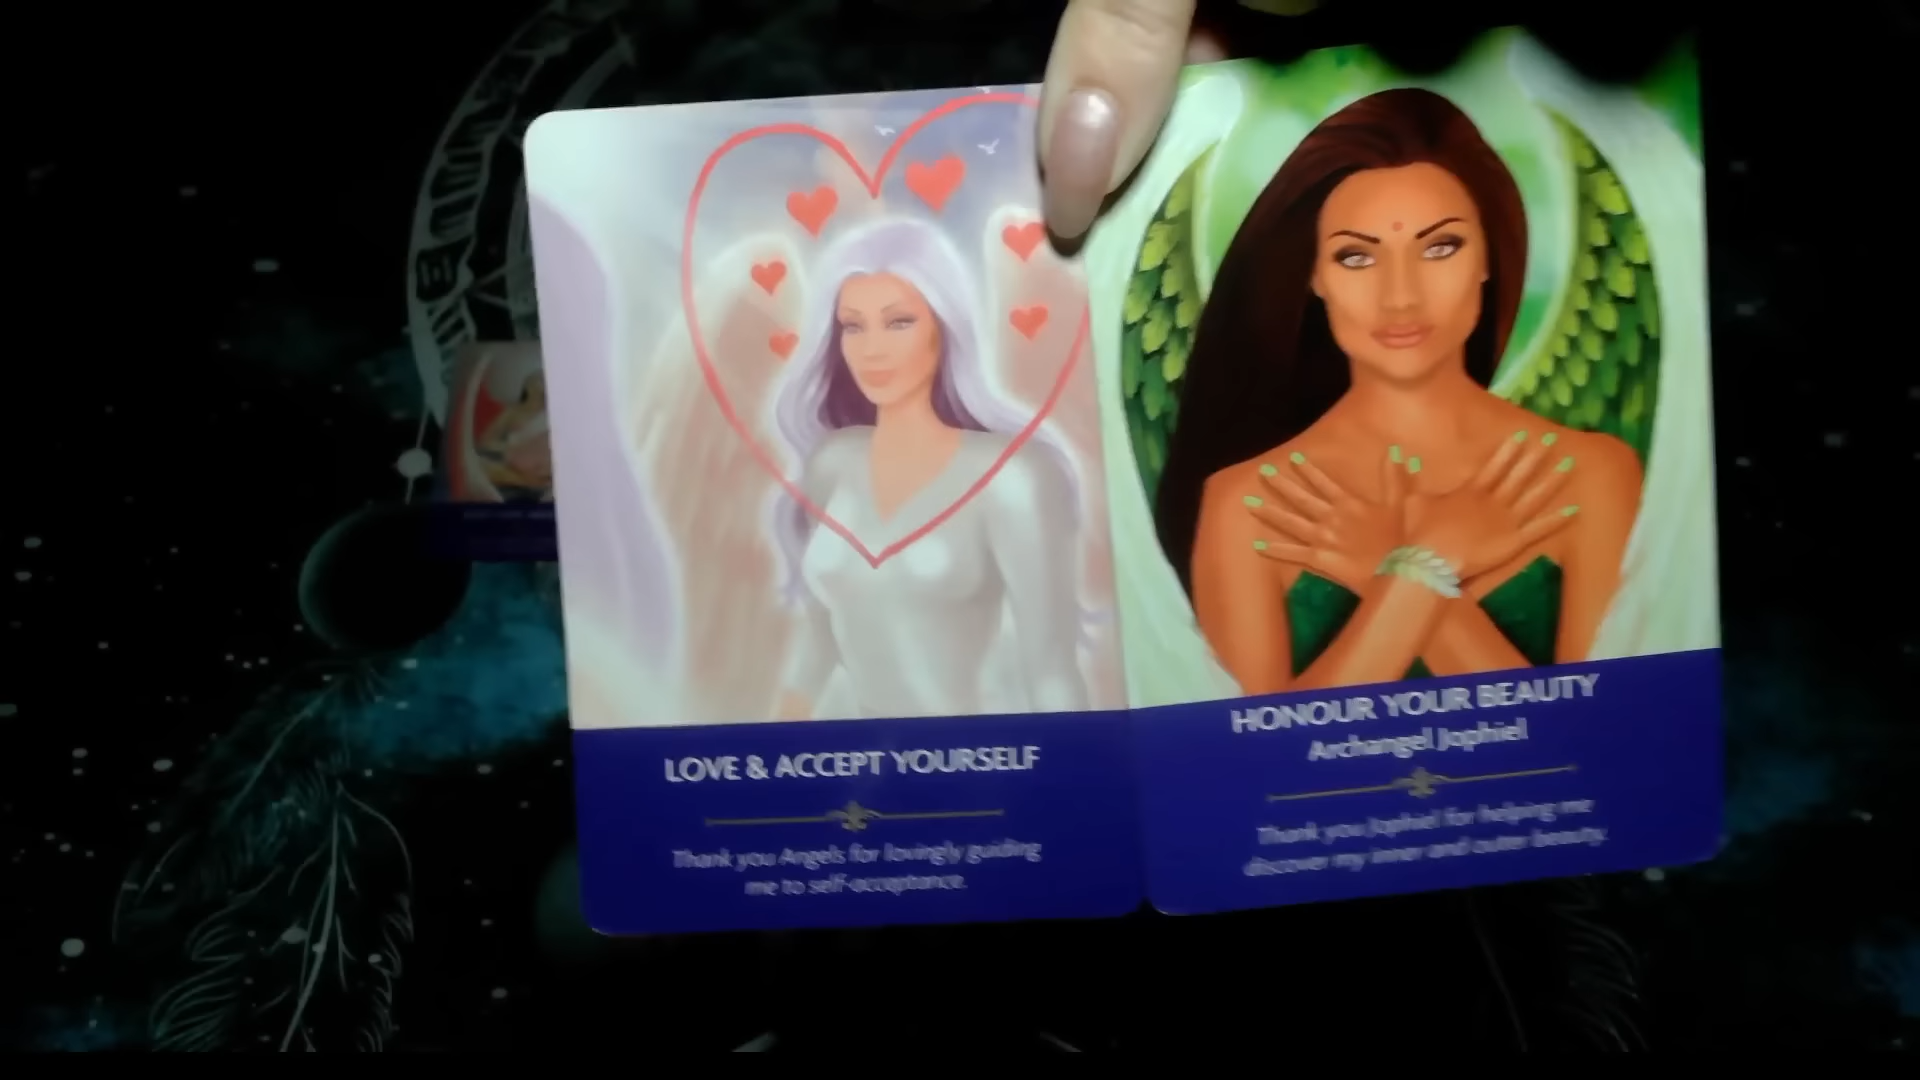 LOVE & ACCEPT YOURSELF
Thank you Angels for lovingly guiding
me to self-acceptance.
HONOUR YOUR BEAUTY
Archangel Jophiel
Thank you Jophiel for helping me
discover my inner and outer beauty.